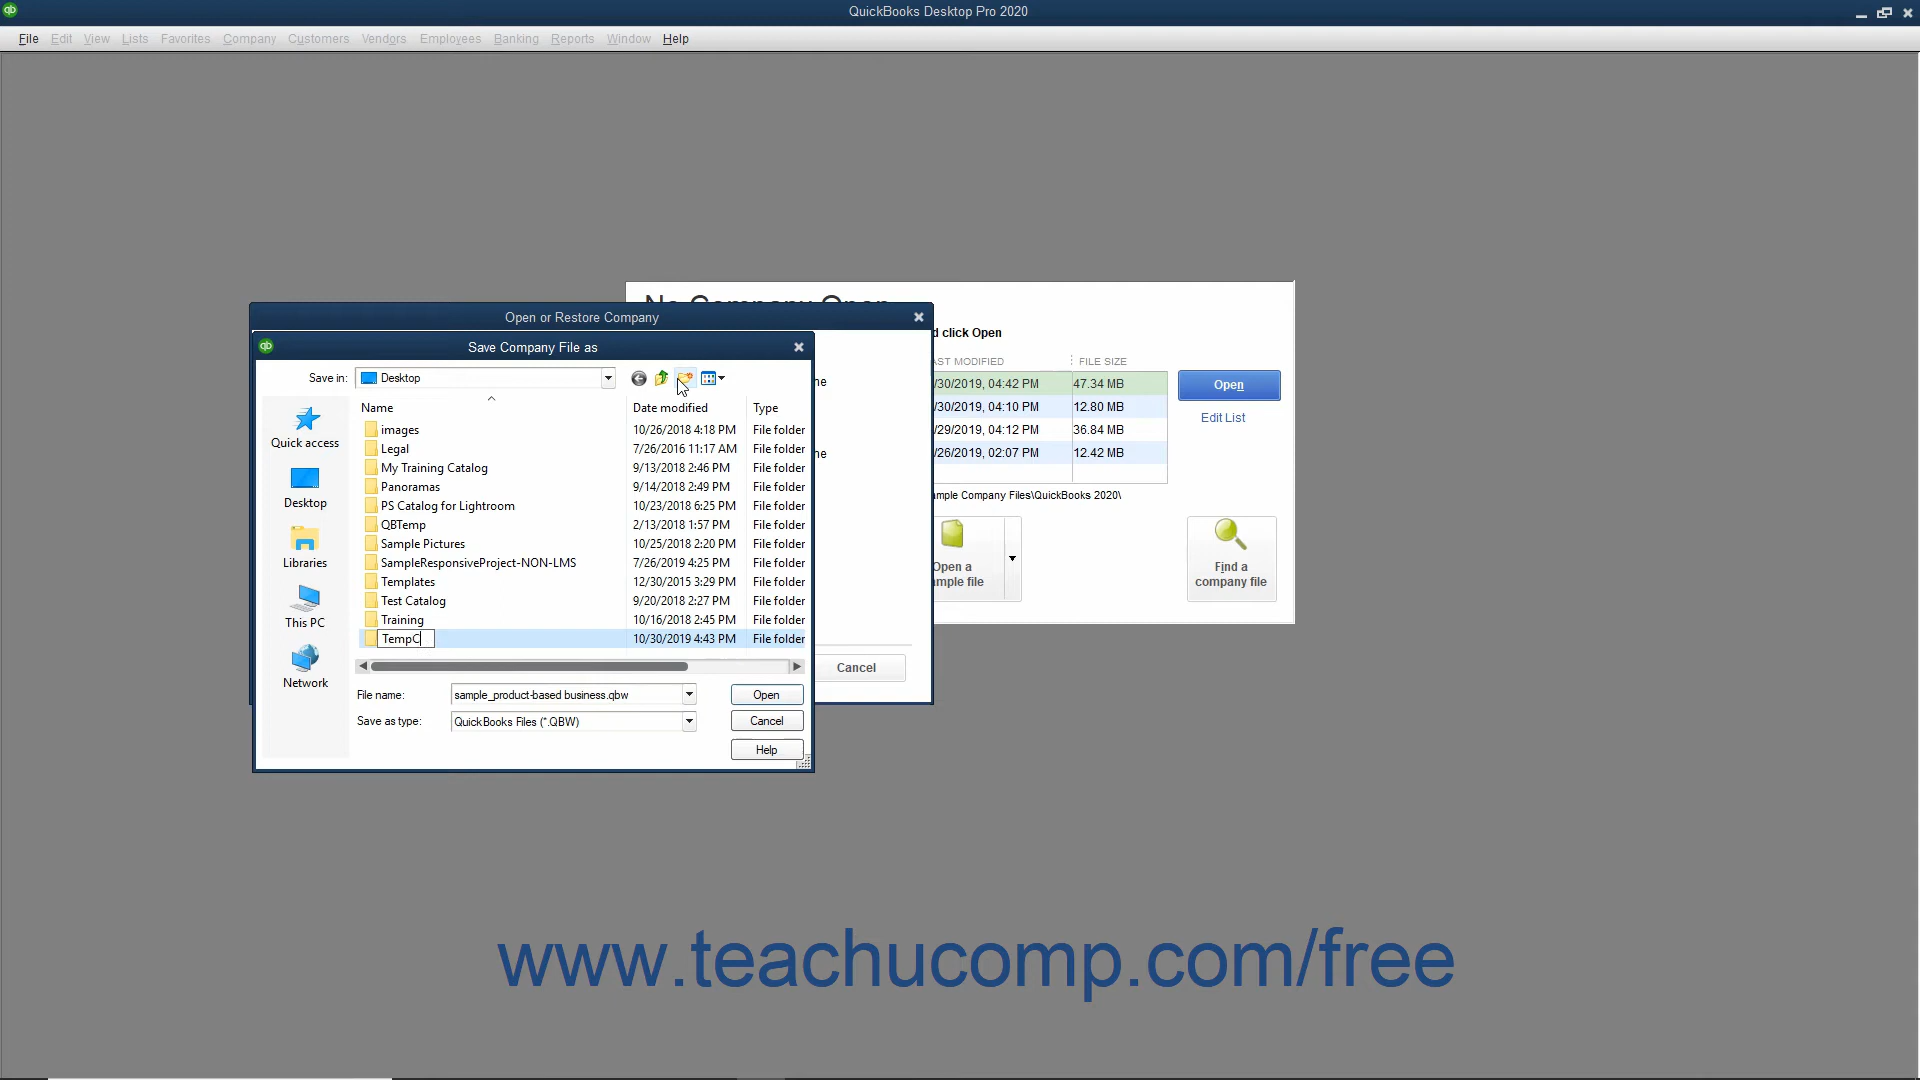 qb
QuickBooks Desktop Pro 2020
File Edit View Lists Favorites Company Customers Vendors Employees Banking Reports Window Help
Open or Restore Company
d click Open
qb
Save Company File as
AST MODIFIED FILE SIZE
Save in: Desktop
/30/2019, 04:42 PM 47.34 MB
Open
Name Date modified Type
/30/2019, 04:10 PM 12.80 MB
Edit List
images 10/26/2018 4:18 PM File folder
/29/2019, 04:12 PM 36.84 MB
Quick access
Legal 7/26/2016 11:17 AM File folder
/26/2019, 02:07 PM 12.42 MB
My Training Catalog 9/13/2018 2:46 PM File folder
Panoramas 9/14/2018 2:49 PM File folder
mple Company Files\QuickBooks 2020\
Desktop
PS Catalog for Lightroom 10/23/2018 6:25 PM File folder
QBTemp 2/13/2018 1:57 PM File folder
Sample Pictures 10/25/2018 2:20 PM File folder
Libraries
SampleResponsiveProject-NON-LMS 7/26/2019 4:25 PM File folder
Open a
mple file
Find a
company file
Templates 12/30/2015 3:29 PM File folder
Test Catalog 9/20/2018 2:27 PM File folder
This PC
Training 10/16/2018 2:45 PM File folder
TempC 10/30/2019 4:43 PM File folder
Cancel
Network
File name: sample_product-based business.qbw Open
Save as type: QuickBooks Files (*.QBW) Cancel
Help
www.teachucomp.com/free